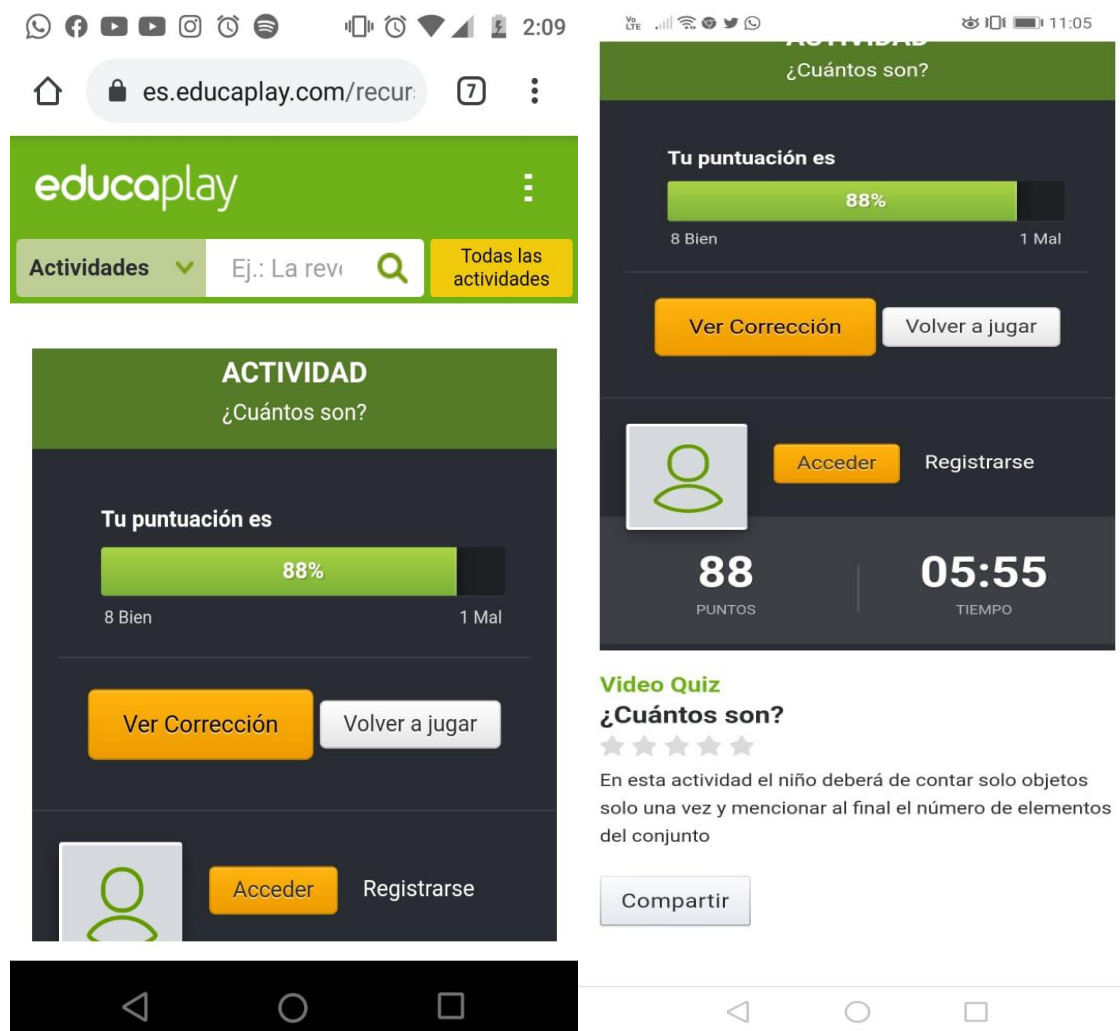 2:09
es.educaplay.com/recur
7
educaplay
Actividades
Ej.: La rev
Todas las
actividades
ACTIVIDAD
¿Cuántos son?
Tu puntuación es
88%
8 Bien
1 Mal
Ver Corrección
Volver a jugar
Acceder
Registrarse
Vo
LTE
11:05
ACTIVIDAD
¿Cuántos son?
Tu puntuación es
88%
8 Bien
1 Mal
Ver Corrección
Volver a jugar
Acceder
Registrarse
88
PUNTOS
05:55
TIEMPO
Video Quiz
¿Cuántos son?
En esta actividad el niño deberá de contar solo objetos
solo una vez y mencionar al final el número de elementos
del conjunto
Compartir